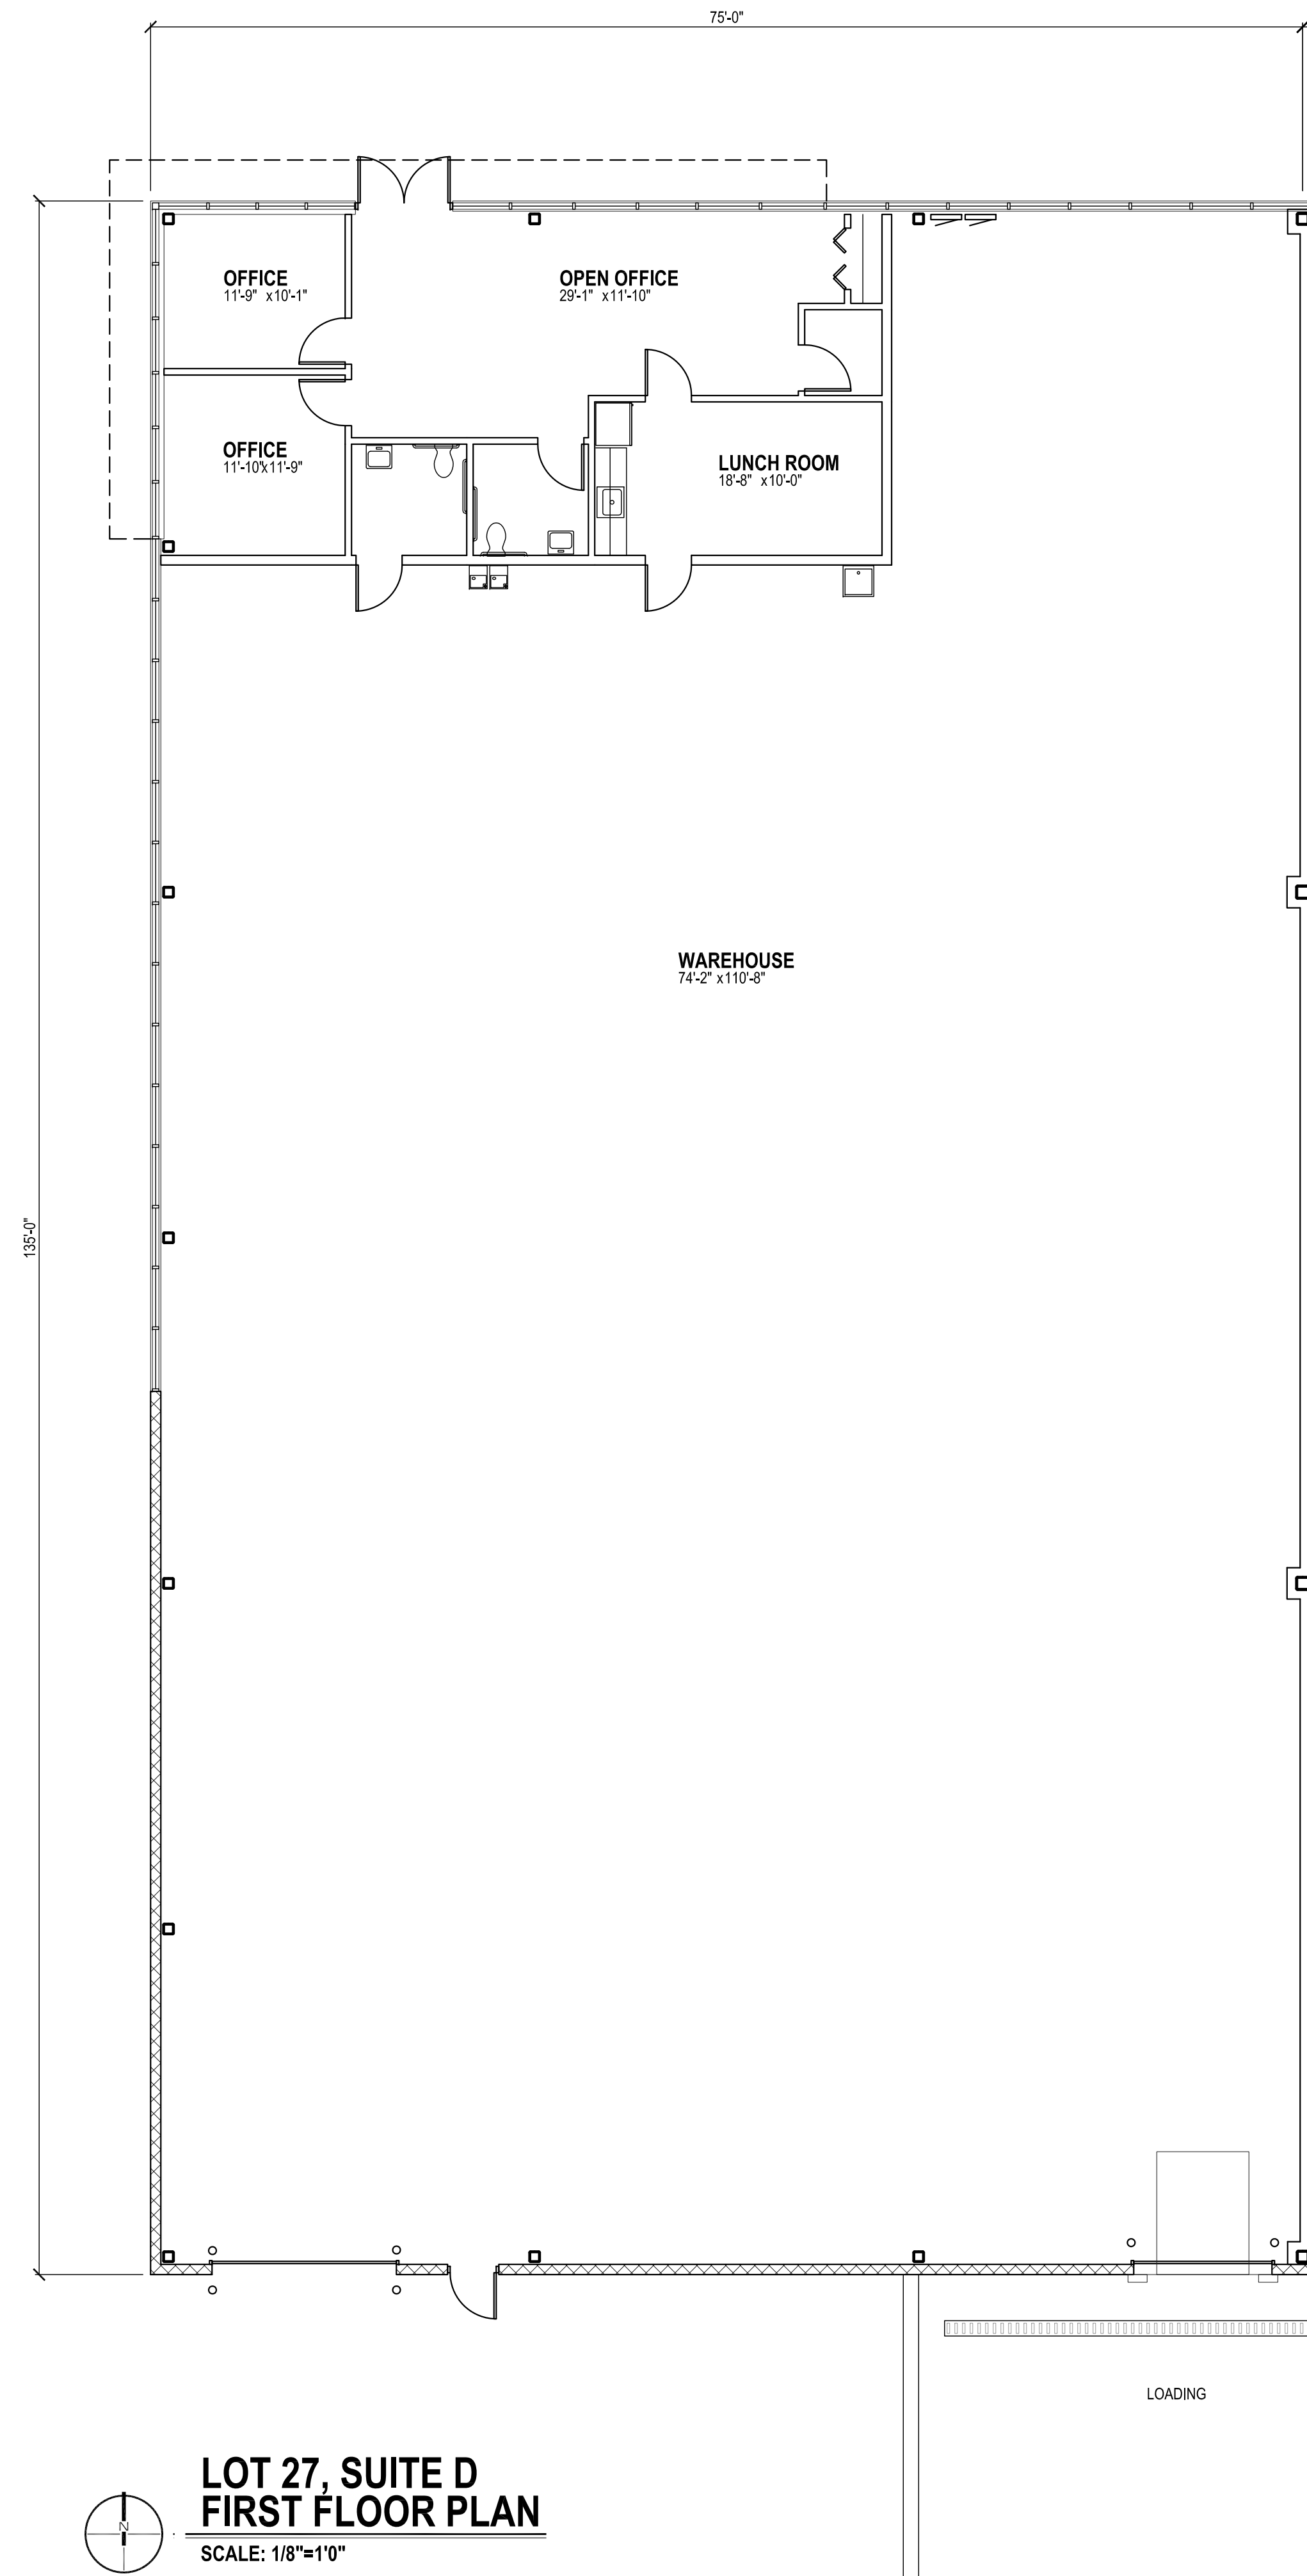 75'-0"
OFFICE
11'-9" x10'-1"
OPEN OFFICE
29'-1" x11'-10"
OFFICE
11'-10"x11'-9"
LUNCH ROOM
18'-8" x10'-0"
WAREHOUSE
74'-2" x110'-8"
135'-0"
LOADING
LOT 27, SUITE D
FIRST FLOOR PLAN
N
SCALE: 1/8"=1'0"